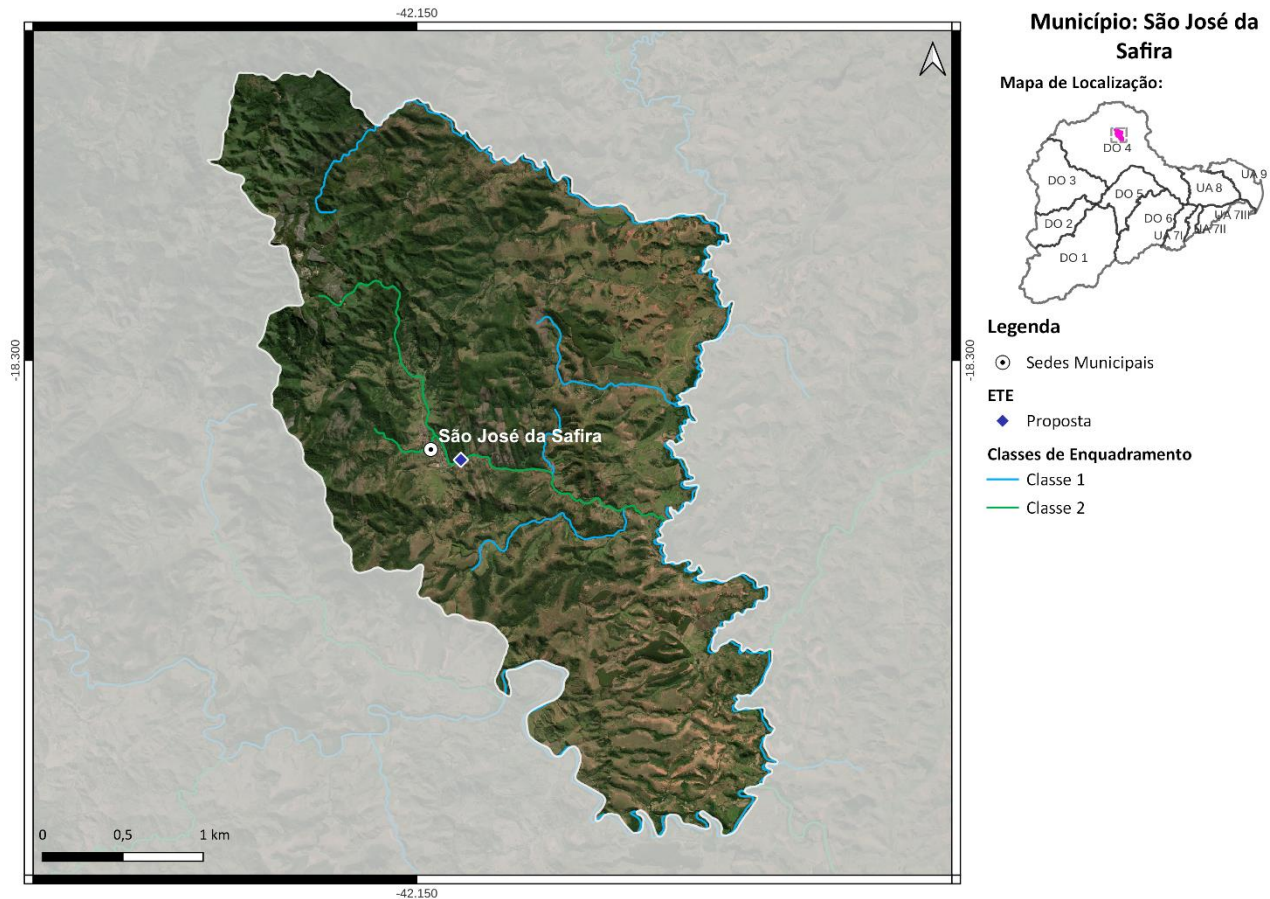 -42.150
Município: São José da
Safira
Mapa de Localização:
DO 4
DO 3
DO 5
UA 8
UA 9
DO 2
DO 6
UA 7III
UA 7II
UA 7I
DO 1
-18.300
-18.300
Legenda
Sedes Municipais
ETE
Proposta
Classes de Enquadramento
Classe 1
Classe 2
São José da Safira
0 0,5 1 km
-42.150